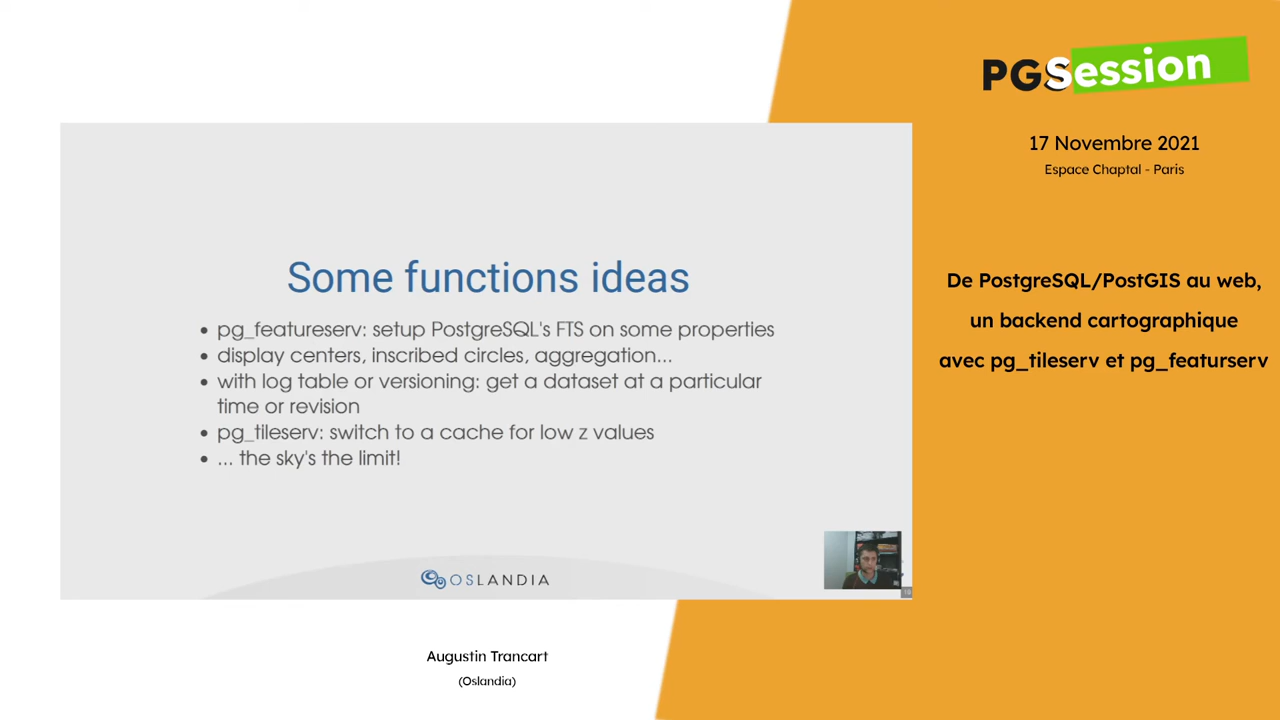 PGSession
17 Novembre 2021
Espace Chaptal - Paris
De PostgreSQL/PostGIS au web,
un backend cartographique
avec pg_tileserv et pg_featurserv
Some functions ideas
• pg_featureserv: setup PostgreSQL's FTS on some properties
• display centers, inscribed circles, aggregation...
• with log table or versioning: get a dataset at a particular
time or revision
• pg_tileserv: switch to a cache for low z values
• ... the sky's the limit!
OSLANDIA
Augustin Trancart
(Oslandia)